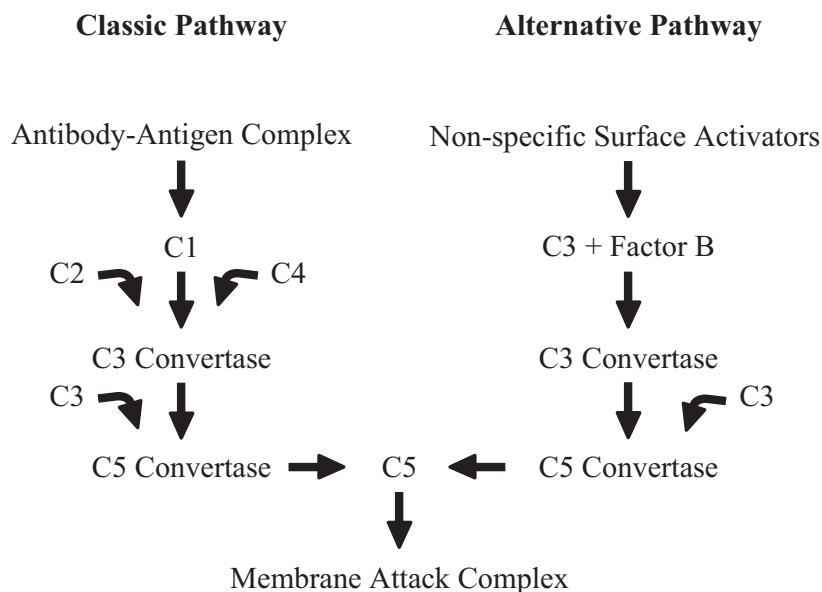 Classic Pathway Alternative Pathway
Antibody-Antigen Complex Non-specific Surface Activators
C1 C3 + Factor B
C2 C4
C3 Convertase C3 Convertase
C3 C3
C5 Convertase C5 C5 Convertase
Membrane Attack Complex